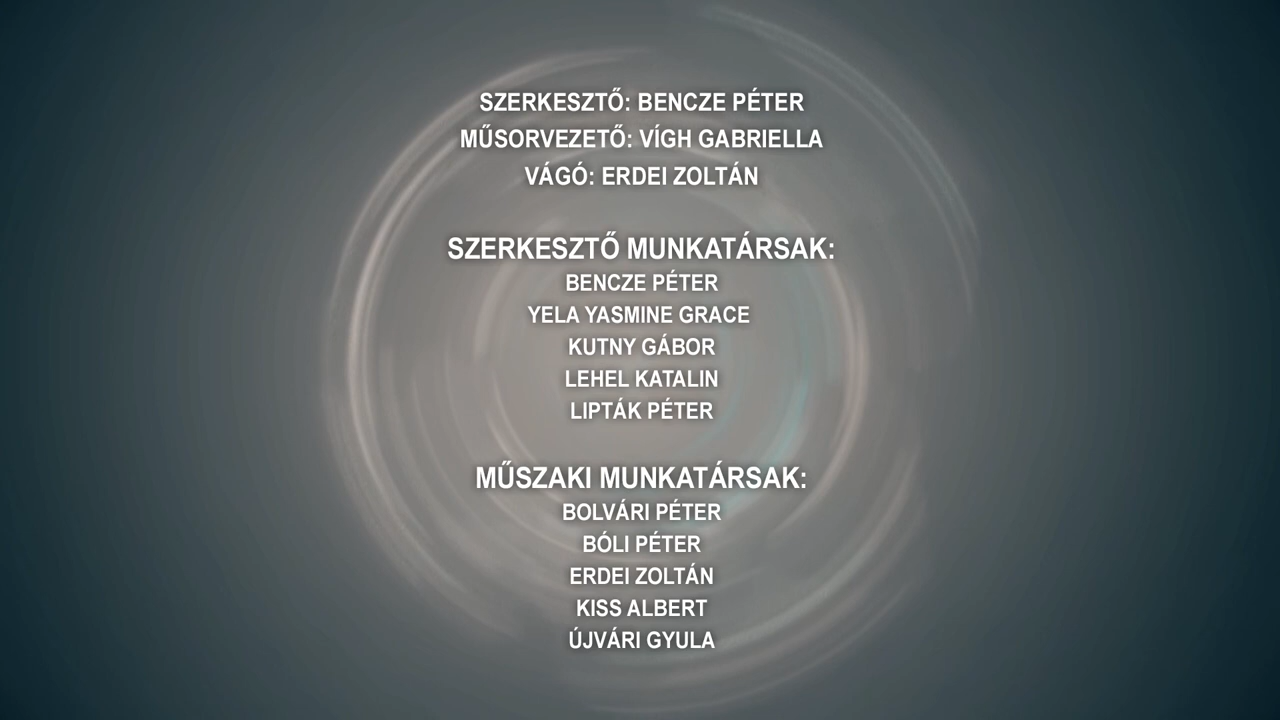 SZERKESZTŐ: BENCZE PÉTER
MŰSORVEZETŐ: VÍGH GABRIELLA
VÁGÓ: ERDEI ZOLTÁN
SZERKESZTŐ MUNKATÁRSAK:
BENCZE PÉTER
YELA YASMINE GRACE
KUTNY GÁBOR
LEHEL KATALIN
LIPTÁK PÉTER
MŰSZAKI MUNKATÁRSAK:
BOLVÁRI PÉTER
BÓLI PÉTER
ERDEI ZOLTÁN
KISS ALBERT
ÚJVÁRI GYULA